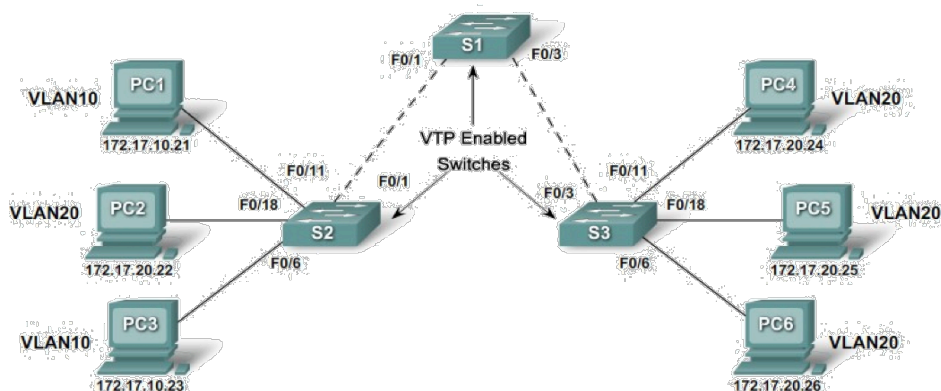 S1
F0/1
F0/3
PC1
VLAN10
172.17.10.21
F0/11
PC4
VLAN20
172.17.20.24
F0/11
VTP Enabled
Switches
F0/1
F0/3
PC2
VLAN20
172.17.20.22
F0/18
S2
F0/6
S3
F0/18
F0/6
PC5
VLAN20
172.17.20.25
PC3
VLAN10
172.17.10.23
PC6
VLAN20
172.17.20.26